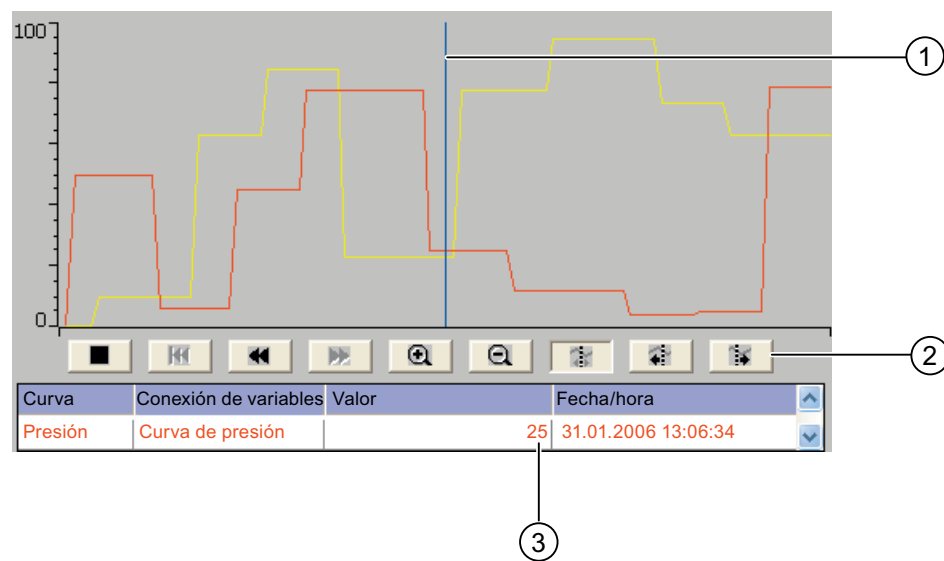 100
1
0
2
Curva Conexión de variables Valor Fecha/hora
Presión Curva de presión 25 31.01.2006 13:06:34
3